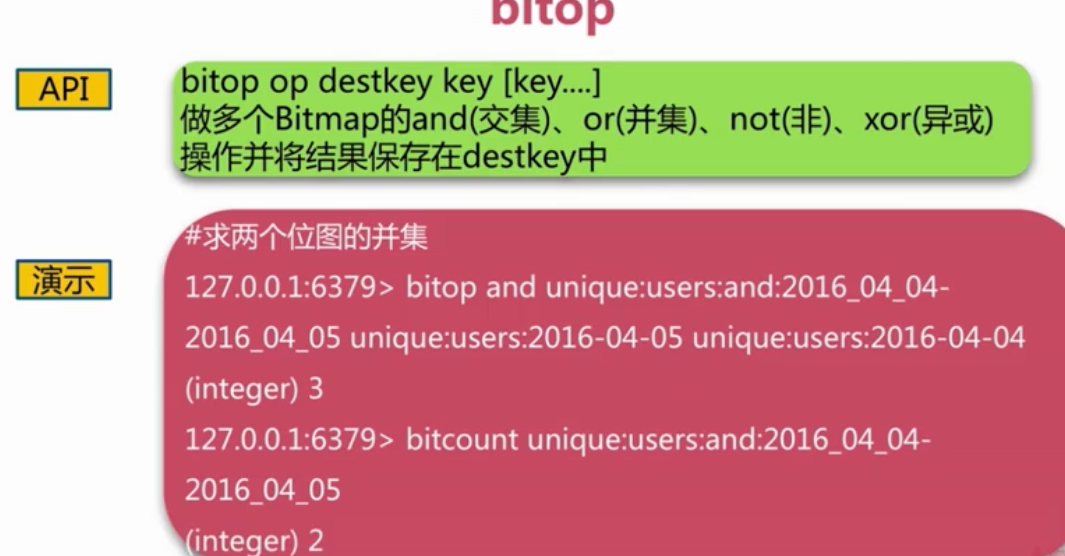 bitop
API
bitop op destkey key [key....]
做多个Bitmap的and(交集)、or(并集)、not(非)、xor(异或)
操作并将结果保存在destkey中
演示
#求两个位图的并集
127.0.0.1:6379> bitop and unique:users:and:2016_04_04-
2016_04_05 unique:users:2016-04-05 unique:users:2016-04-04
(integer) 3
127.0.0.1:6379> bitcount unique:users:and:2016_04_04-
2016_04_05
(integer) 2